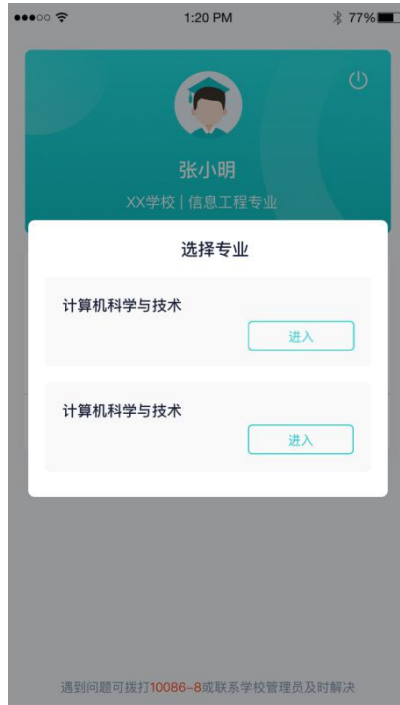 1:20 PM
77%
张小明
XX学校 | 信息工程专业
选择专业
计算机科学与技术
进入
计算机科学与技术
进入
遇到问题可拨打10086-8或联系学校管理员及时解决